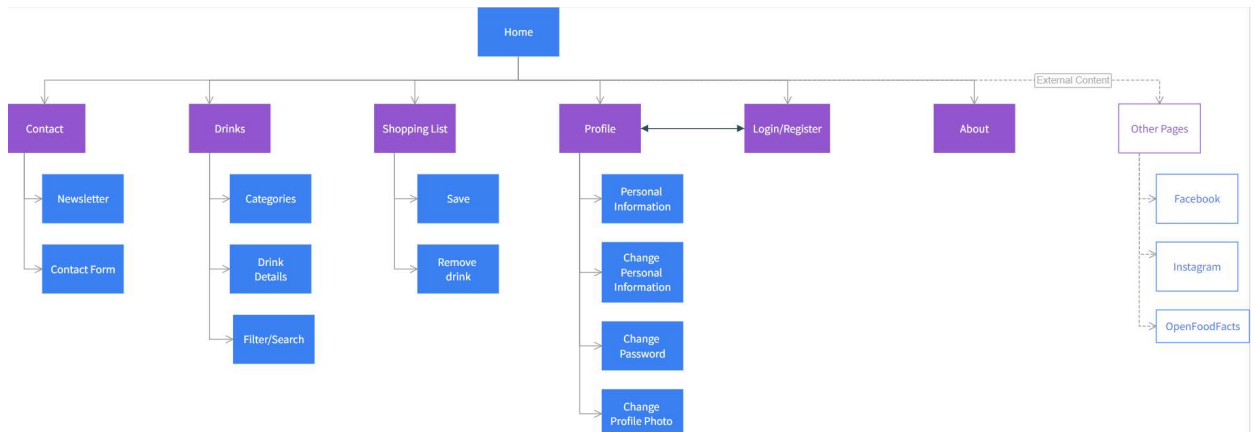 Home
External Content
Contact
Drinks
Shopping List
Profile
Login/Register
About
Other Pages
Newsletter
Contact Form
Categories
Drink
Details
Filter/Search
Save
Remove
drink
Personal
Information
Change
Personal
Information
Change
Password
Change
Profile Photo
Facebook
Instagram
OpenFoodFacts